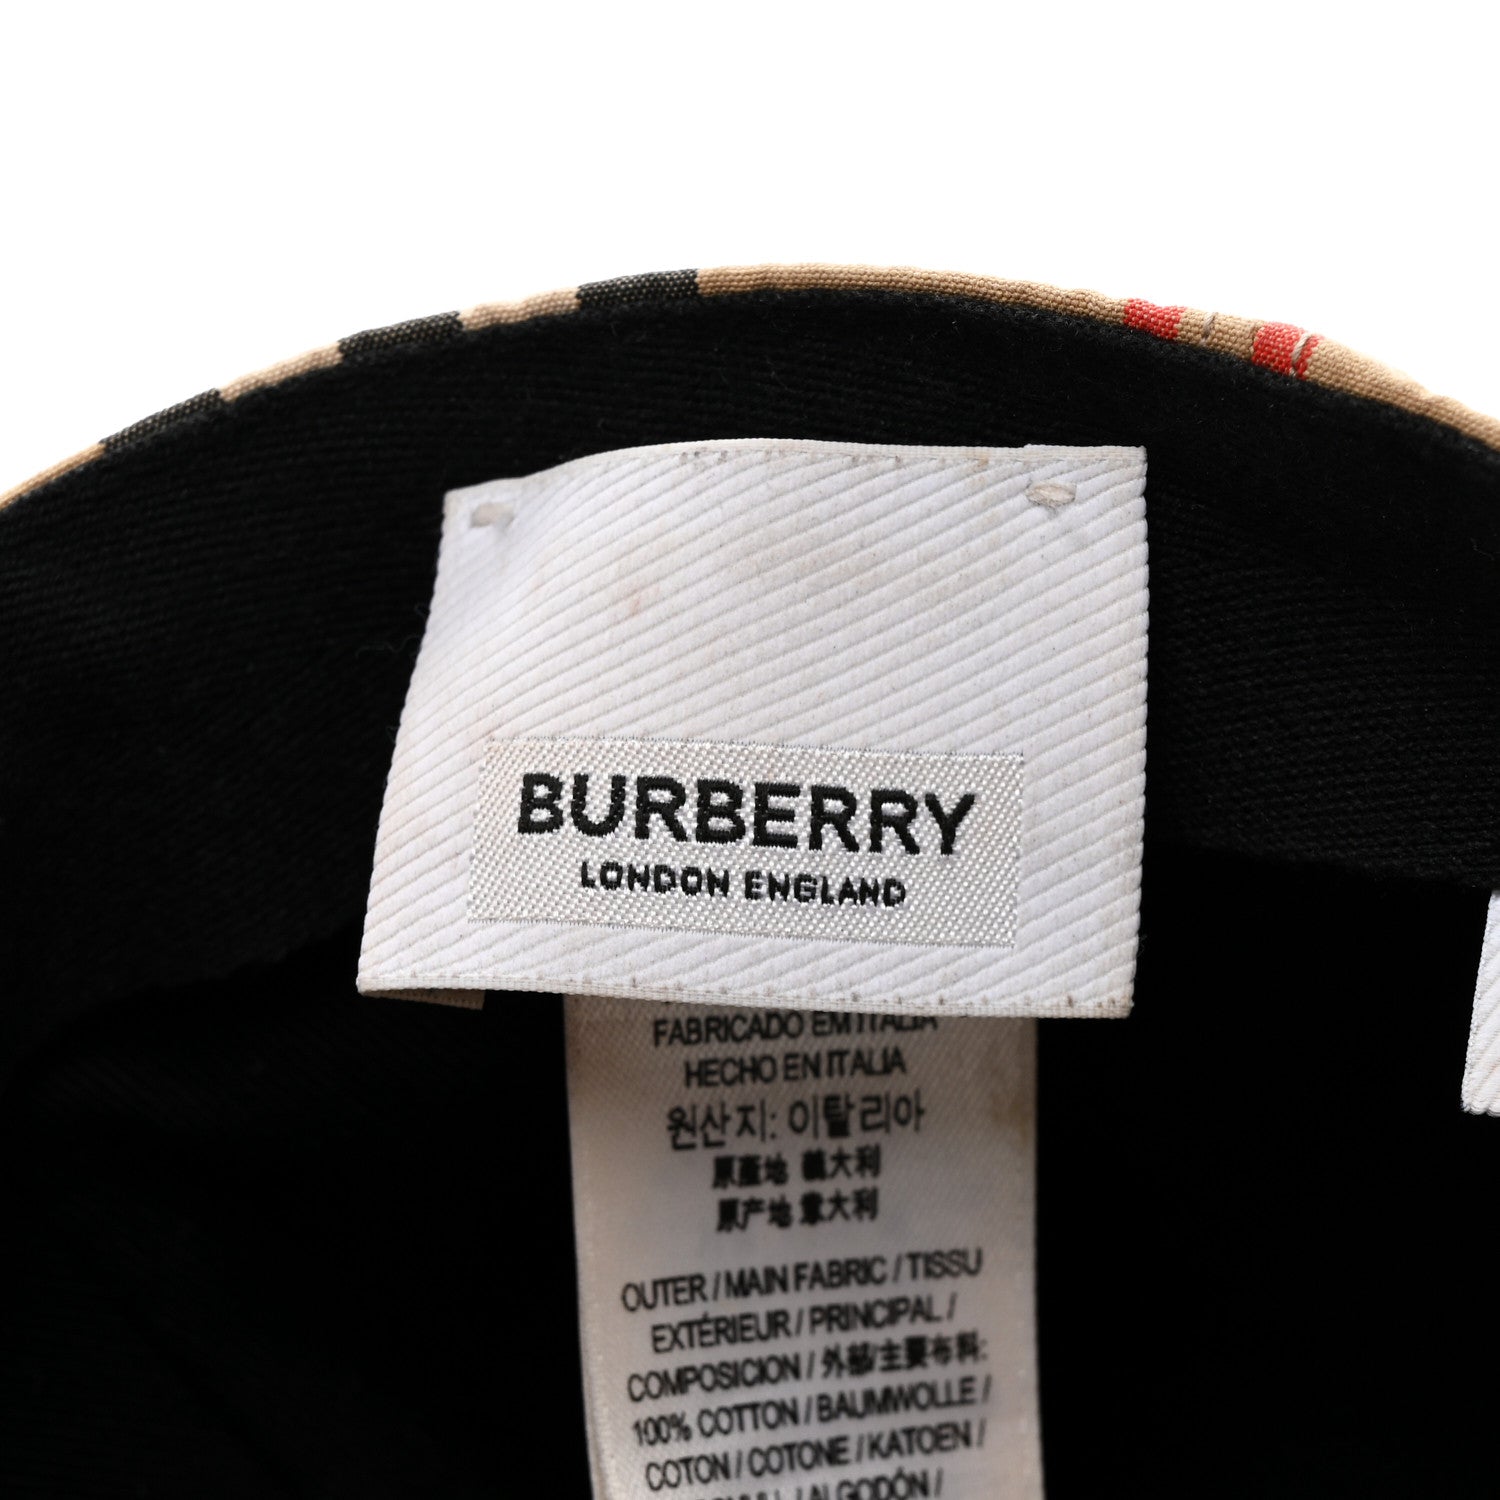 BURBERRY
LONDON ENGLAND
FABRICADO EM ITALIA
HECHO EN ITALIA
원산지: 이탈리아
原產地 義大利
原产地 意大利
OUTER / MAIN FABRIC / TISSU
EXTÉRIEUR / PRINCIPAL /
COMPOSICION / 外部/主要布料:
100% COTTON / BAUMWOLLE /
COTON / COTONE / KATOEN /
/ ALGODÓN /